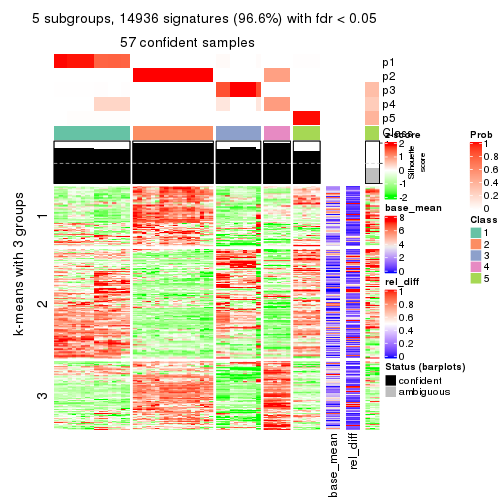 5 subgroups, 14936 signatures (96.6%) with fdr < 0.05
57 confident samples
p1
p2
p3
p4
p5
Class
z-score
2
1
0
-1
-2
Silhouette
score
Prob
1
0.8
0.6
0.4
0.2
0
base_mean
8
6
4
2
0
Class
1
2
3
4
5
rel_diff
1
0.8
0.6
0.4
0.2
0
Status (barplots)
confident
ambiguous
k-means with 3 groups
1
2
3
base_mean
rel_diff